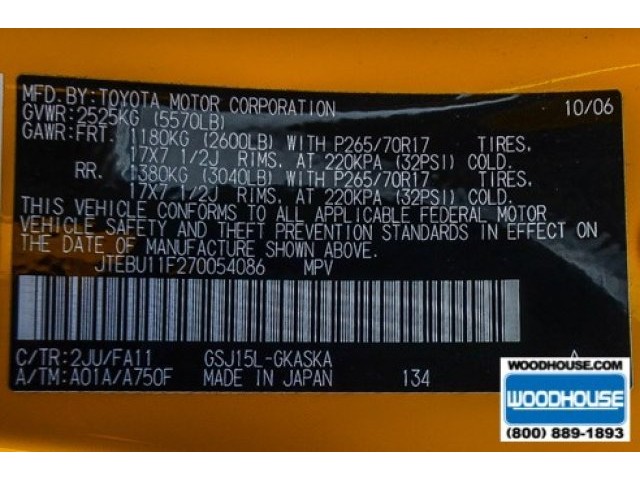 MFD.BY:TOYOTA MOTOR CORPORATION 10/06
GVWR:2525KG (5570LB)
GAWR:FRT. 1180KG (2600LB) WITH P265/70R17 TIRES.
17X7 1/2J RIMS. AT 220KPA (32PSI) COLD.
RR. 1380KG (3040LB) WITH P265/70R17 TIRES.
17X7 1/2J RIMS. AT 220KPA (32PSI) COLD.
THIS VEHICLE CONFORMS TO ALL APPLICABLE FEDERAL MOTOR
VEHICLE SAFETY AND THEFT PREVENTION STANDARDS IN EFFECT ON
THE DATE OF MANUFACTURE SHOWN ABOVE.
JTEBU11F270054086 MPV
C/TR:2JU/FA11 GSJ15L-GKASKA A
A/TM:A01A/A750F MADE IN JAPAN 134
WOODHOUSE.COM
WOODHOUSE
(800) 889-1893